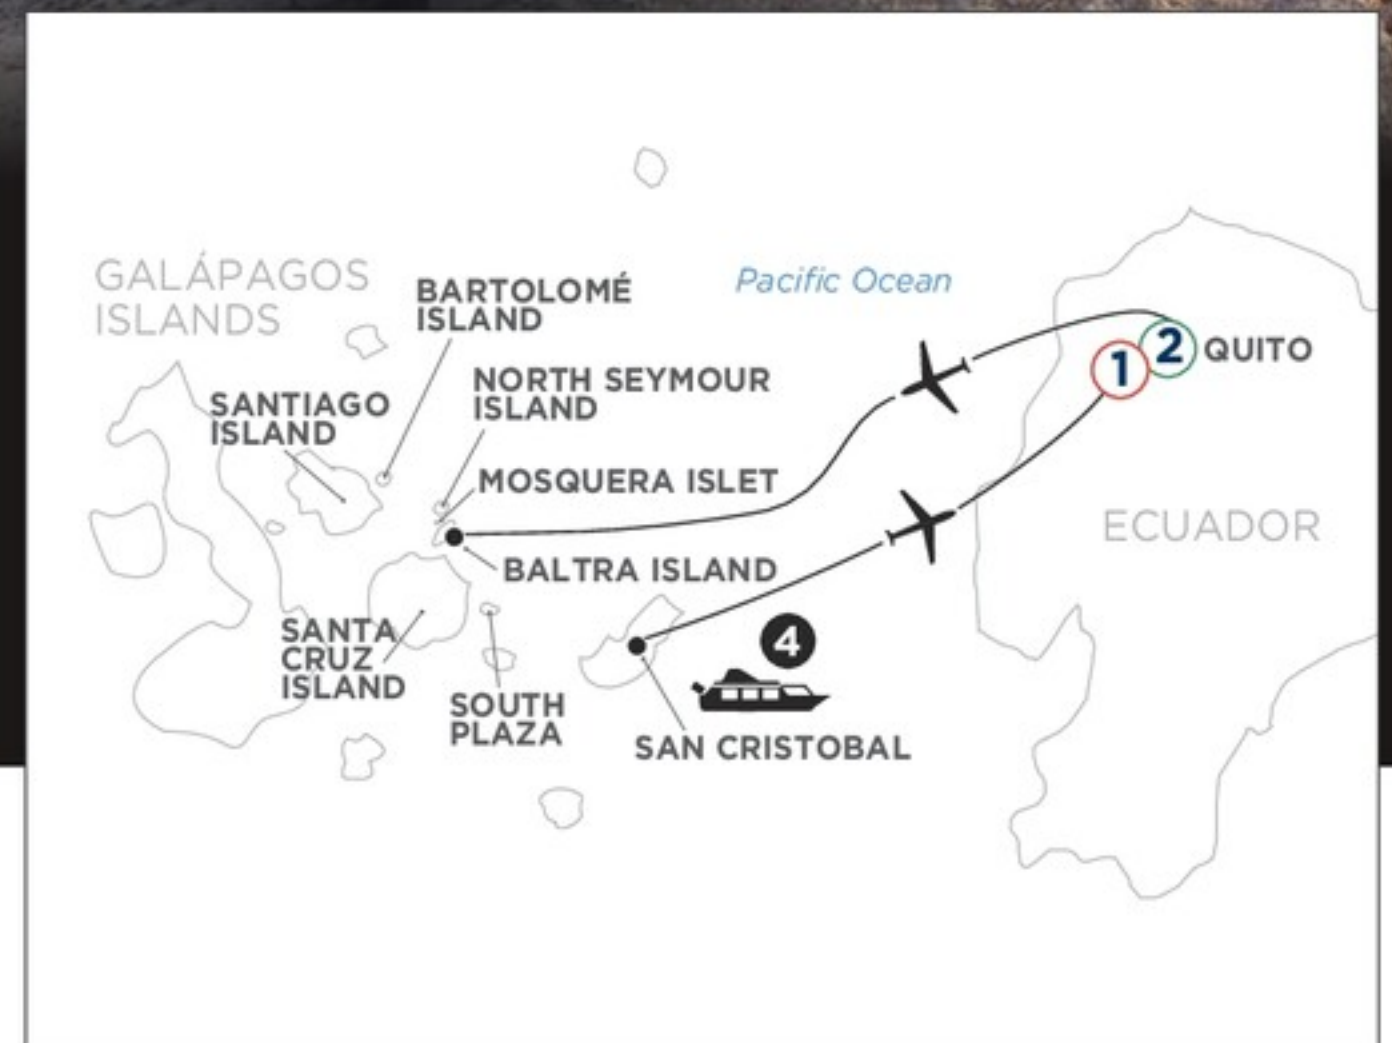 GALÁPAGOS
ISLANDS
BARTOLOMÉ
ISLAND
Pacific Ocean
NORTH SEYMOUR
ISLAND
SANTIAGO
ISLAND
MOSQUERA ISLET
BALTRA ISLAND
SANTA
CRUZ
ISLAND
SOUTH
PLAZA
SAN CRISTOBAL
4
1
2
QUITO
ECUADOR